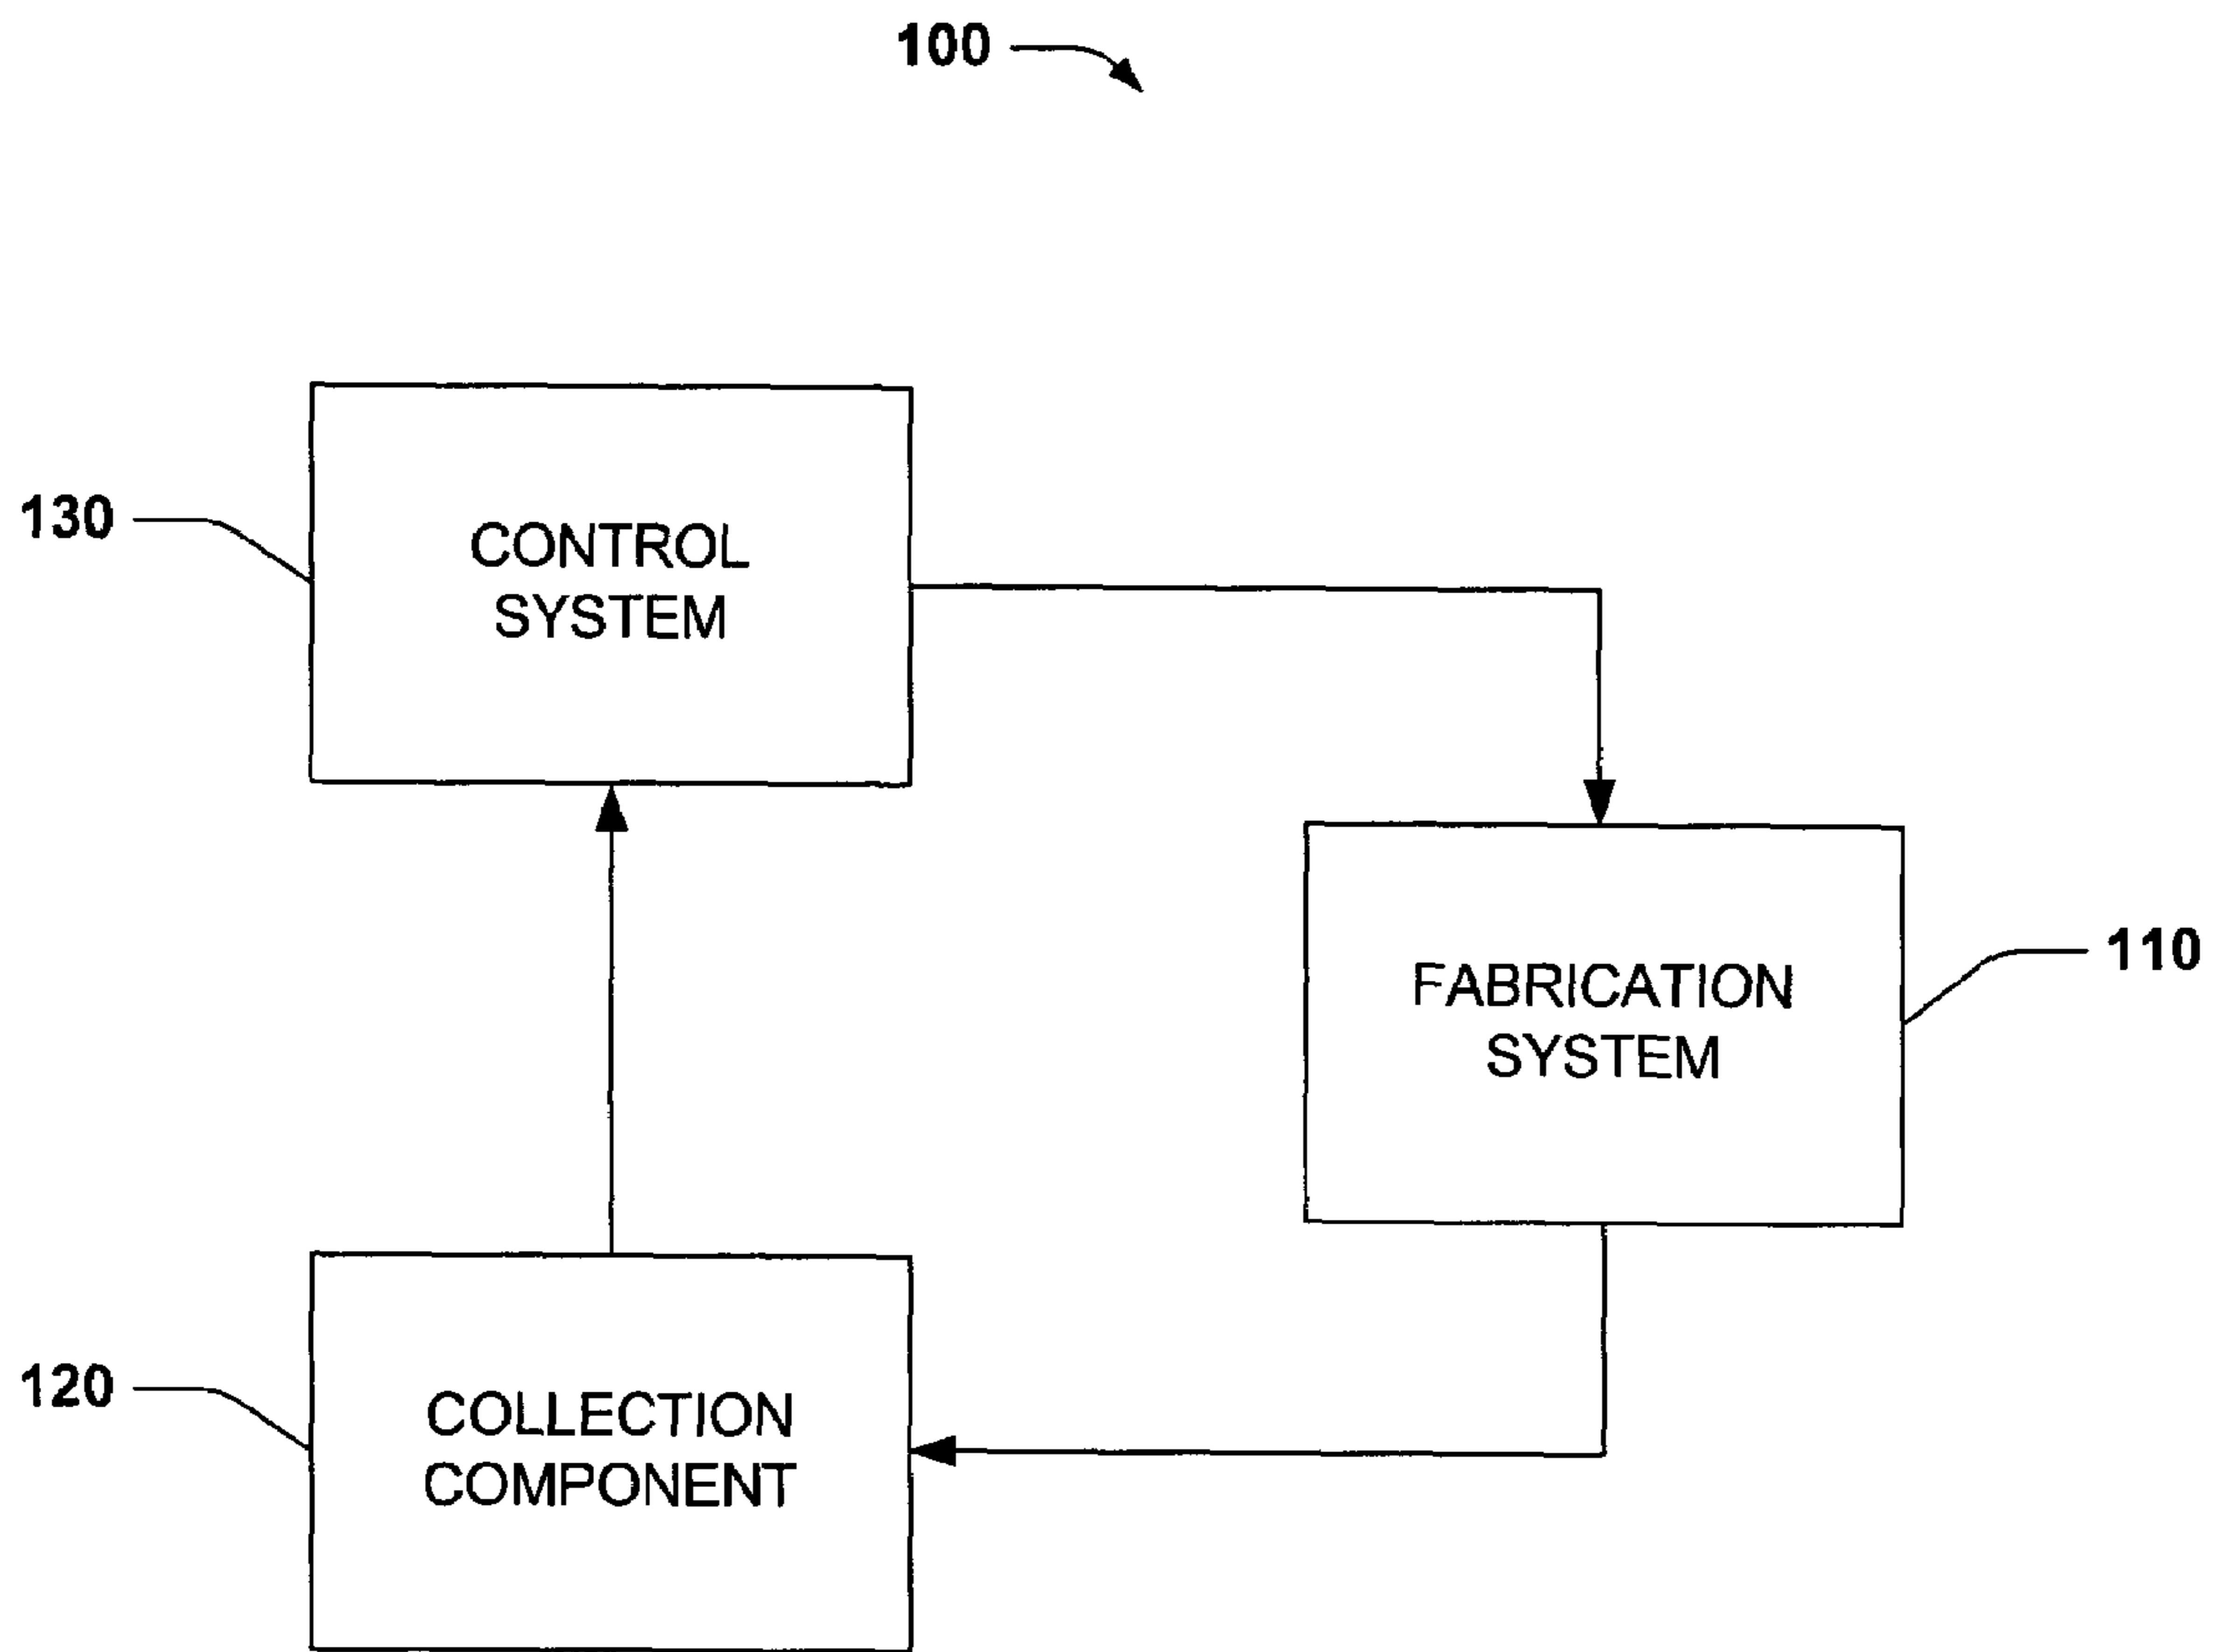 100
130
CONTROL
SYSTEM
FABRICATION
SYSTEM
110
120
COLLECTION
COMPONENT